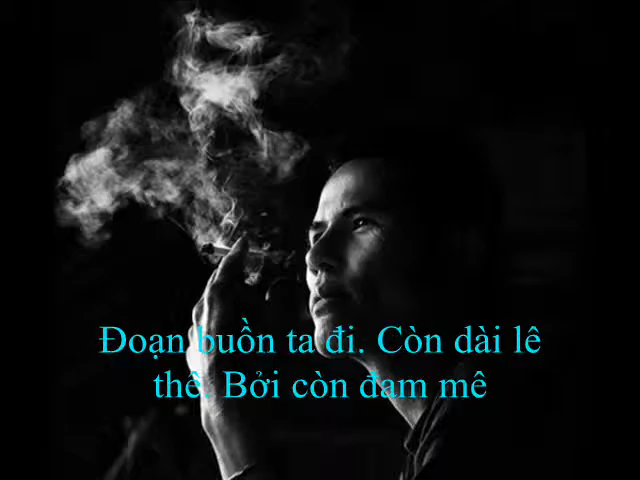 Đoạn buồn ta đi. Còn dài lê
thê. Bởi còn đam mê